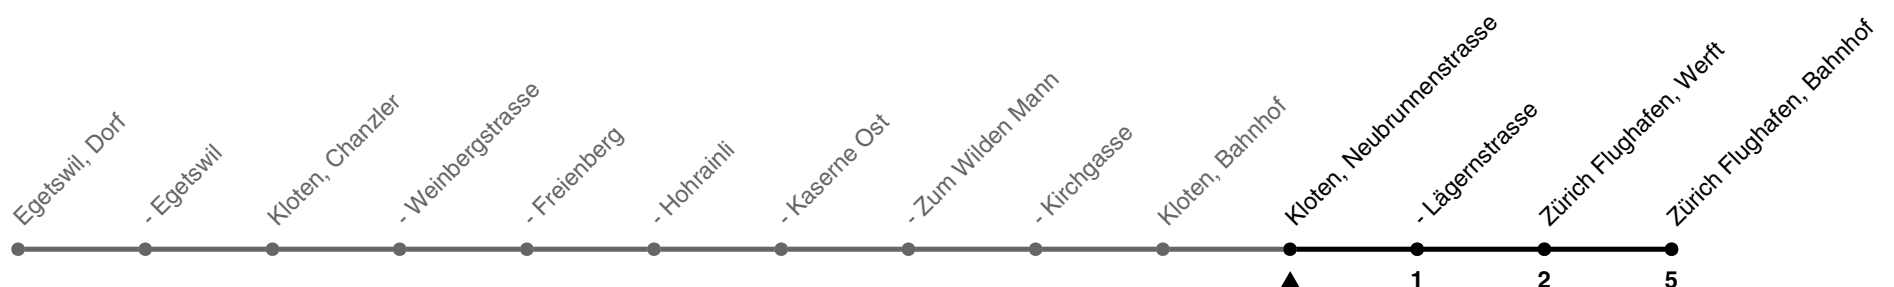 Egetswil, Dorf
- Egetswil
Kloten, Chanzler
- Weinbergstrasse
- Freienberg
- Hohrainli
- Kaserne Ost
- Zum Wilden Mann
- Kirchgasse
Kloten, Bahnhof
Kloten, Neubrunnenstrasse
- Lägernstrasse
Zürich Flughafen, Werft
Zürich Flughafen, Bahnhof
1 2 5